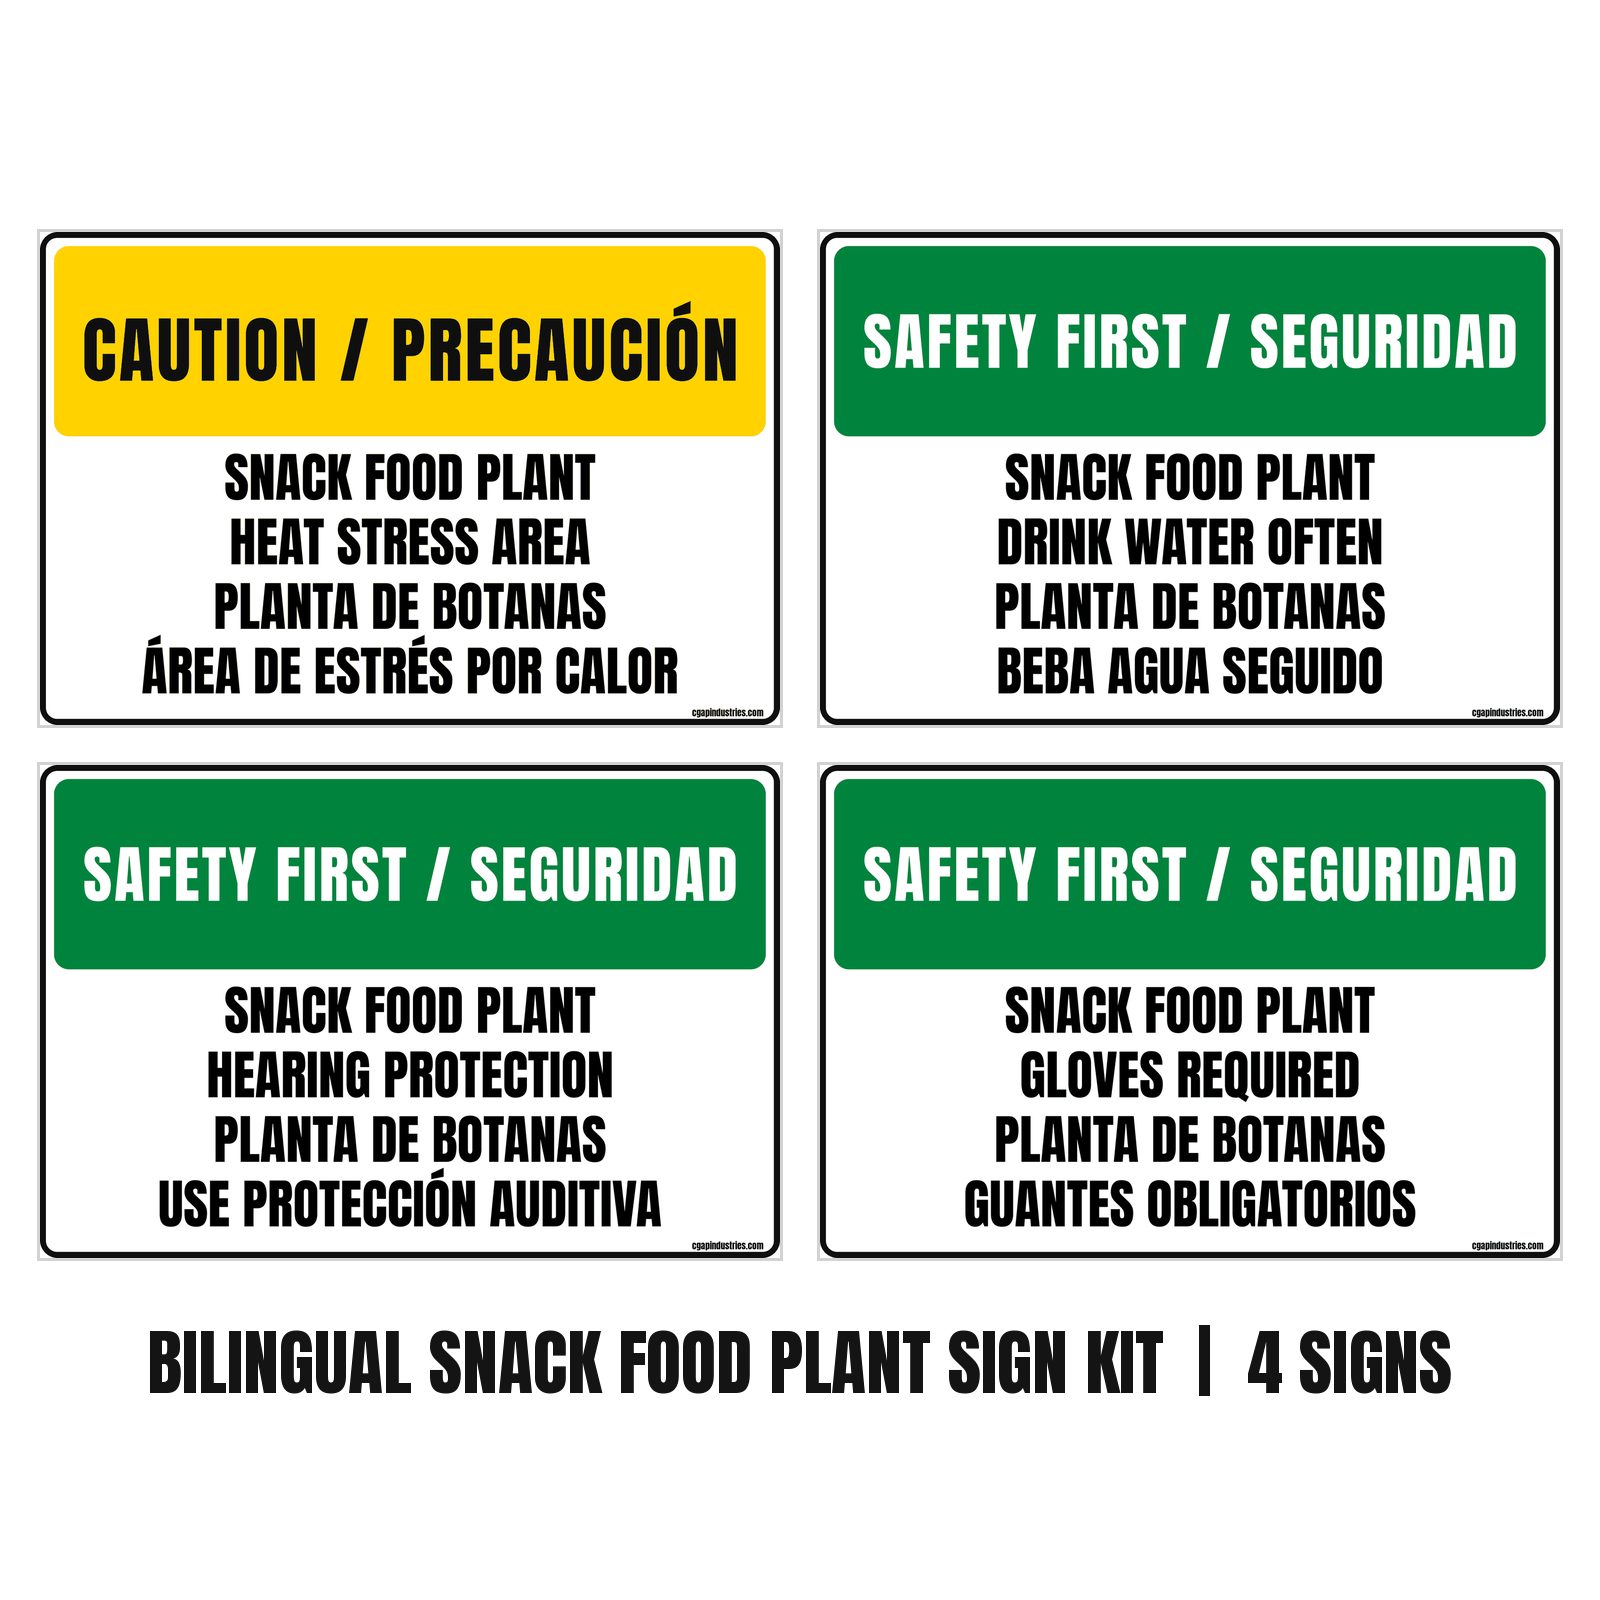 CAUTION / PRECAUCIÓN
SNACK FOOD PLANT
HEAT STRESS AREA
PLANTA DE BOTANAS
ÁREA DE ESTRÉS POR CALOR
cgapindustries.com
SAFETY FIRST / SEGURIDAD
SNACK FOOD PLANT
DRINK WATER OFTEN
PLANTA DE BOTANAS
BEBA AGUA SEGUIDO
cgapindustries.com
SAFETY FIRST / SEGURIDAD
SNACK FOOD PLANT
HEARING PROTECTION
PLANTA DE BOTANAS
USE PROTECCIÓN AUDITIVA
cgapindustries.com
SAFETY FIRST / SEGURIDAD
SNACK FOOD PLANT
GLOVES REQUIRED
PLANTA DE BOTANAS
GUANTES OBLIGATORIOS
cgapindustries.com
BILINGUAL SNACK FOOD PLANT SIGN KIT | 4 SIGNS